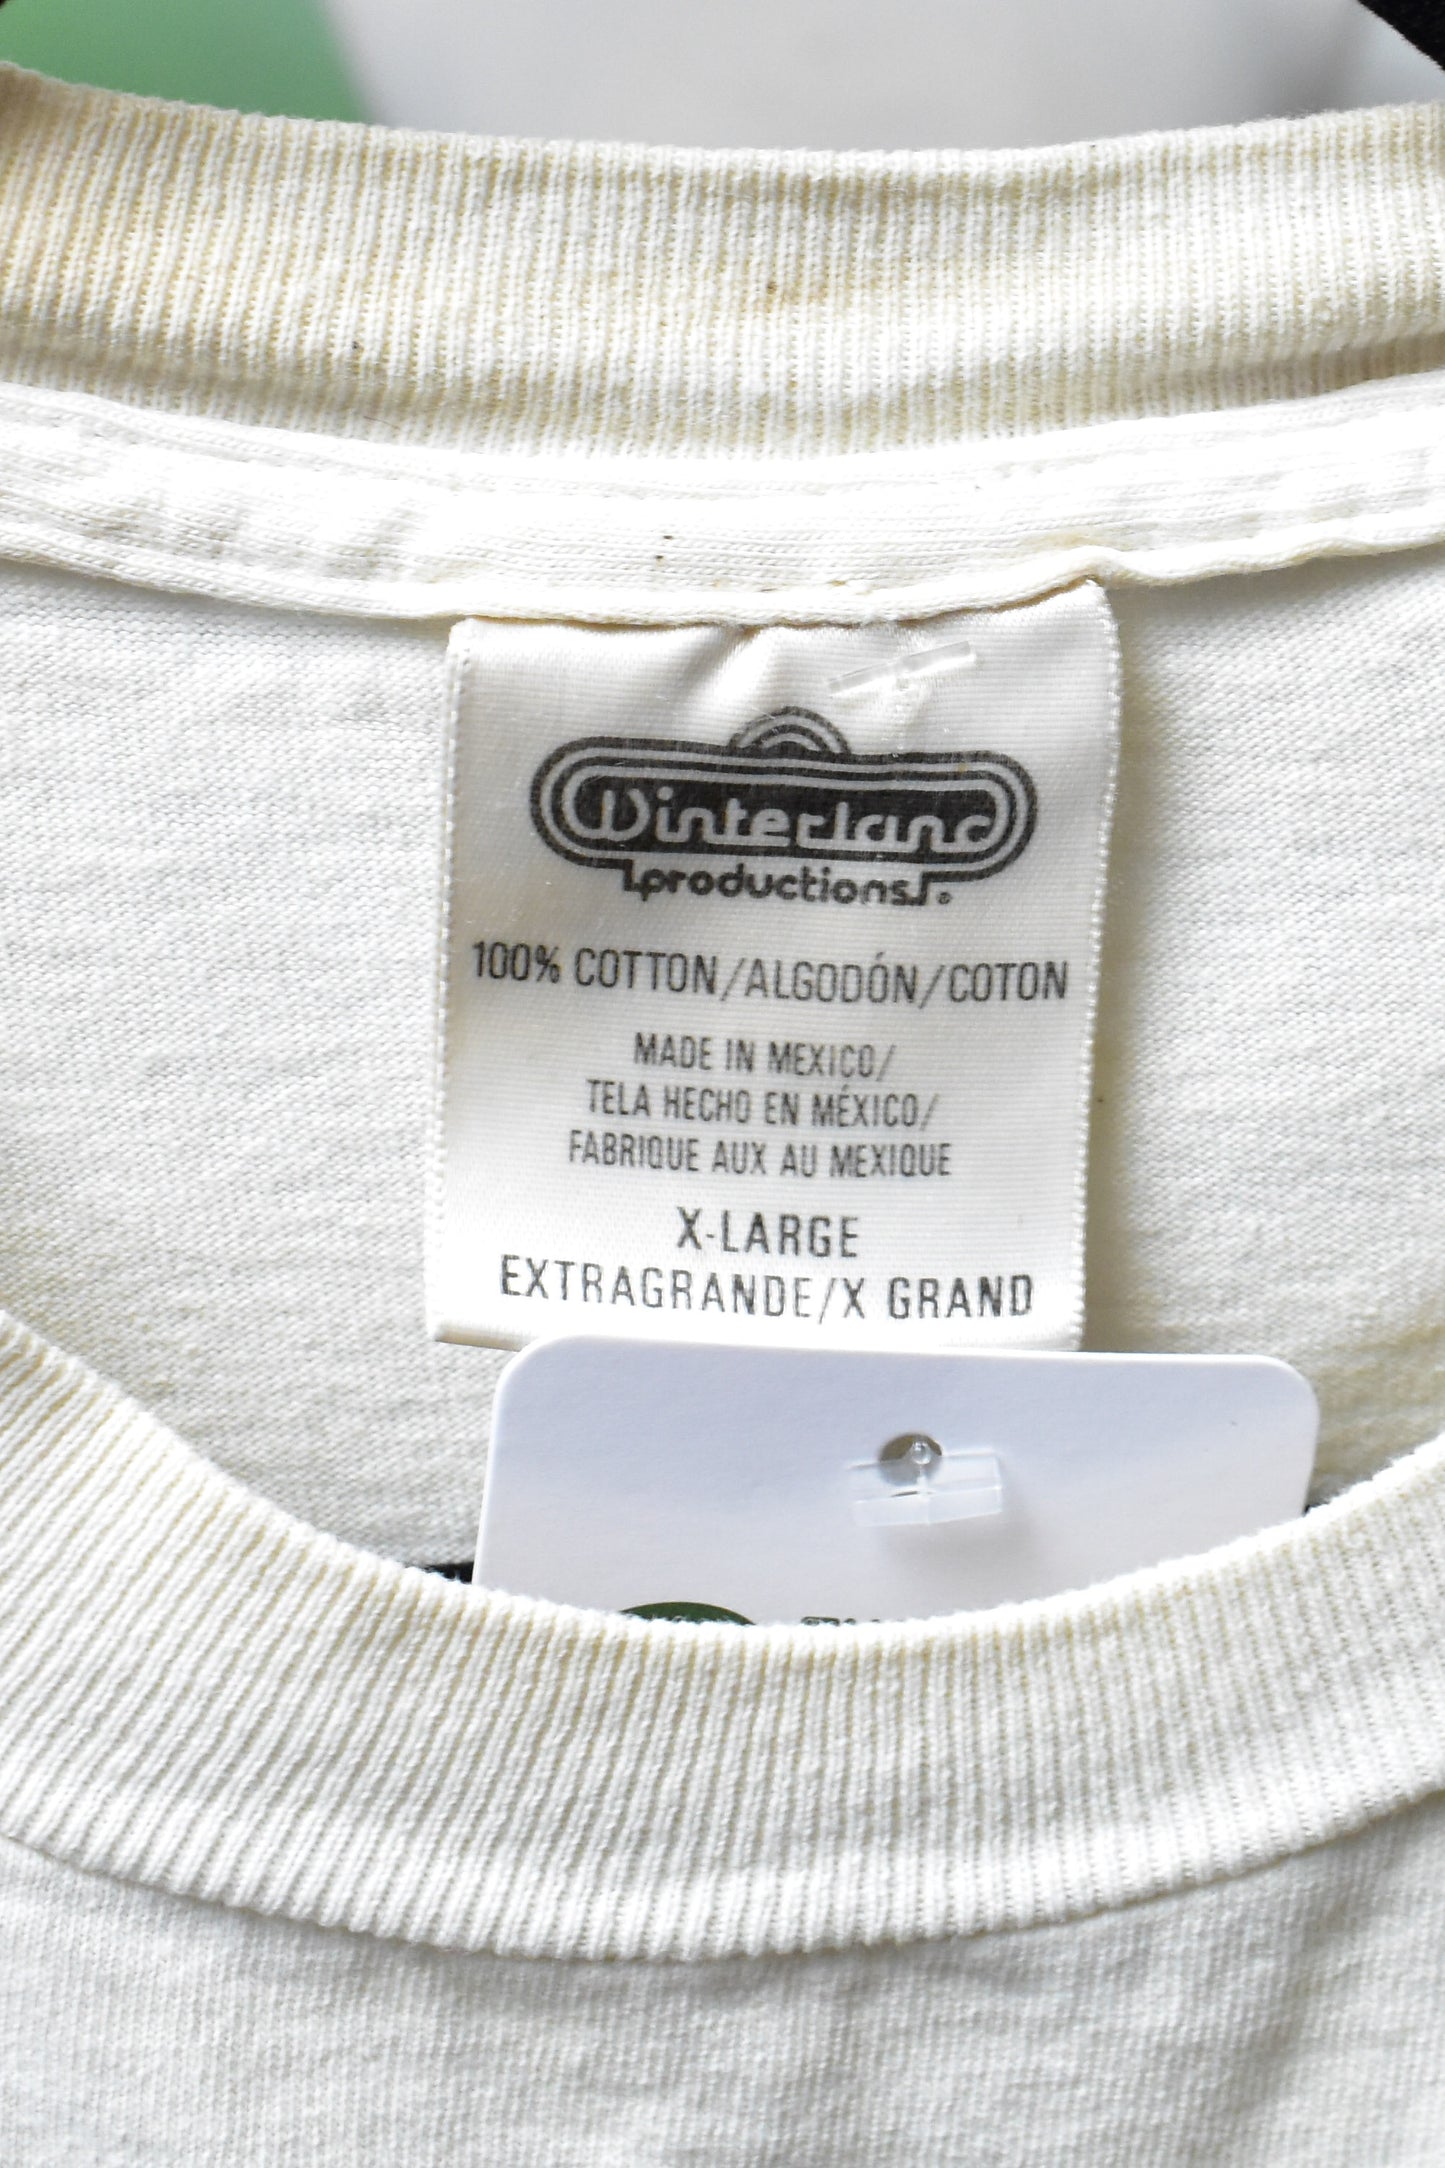 Winterland
productions®
100% COTTON/ALGODÓN/COTON
MADE IN MEXICO/
TELA HECHO EN MÉXICO/
FABRIQUE AUX AU MEXIQUE
X-LARGE
EXTRAGRANDE/X GRAND